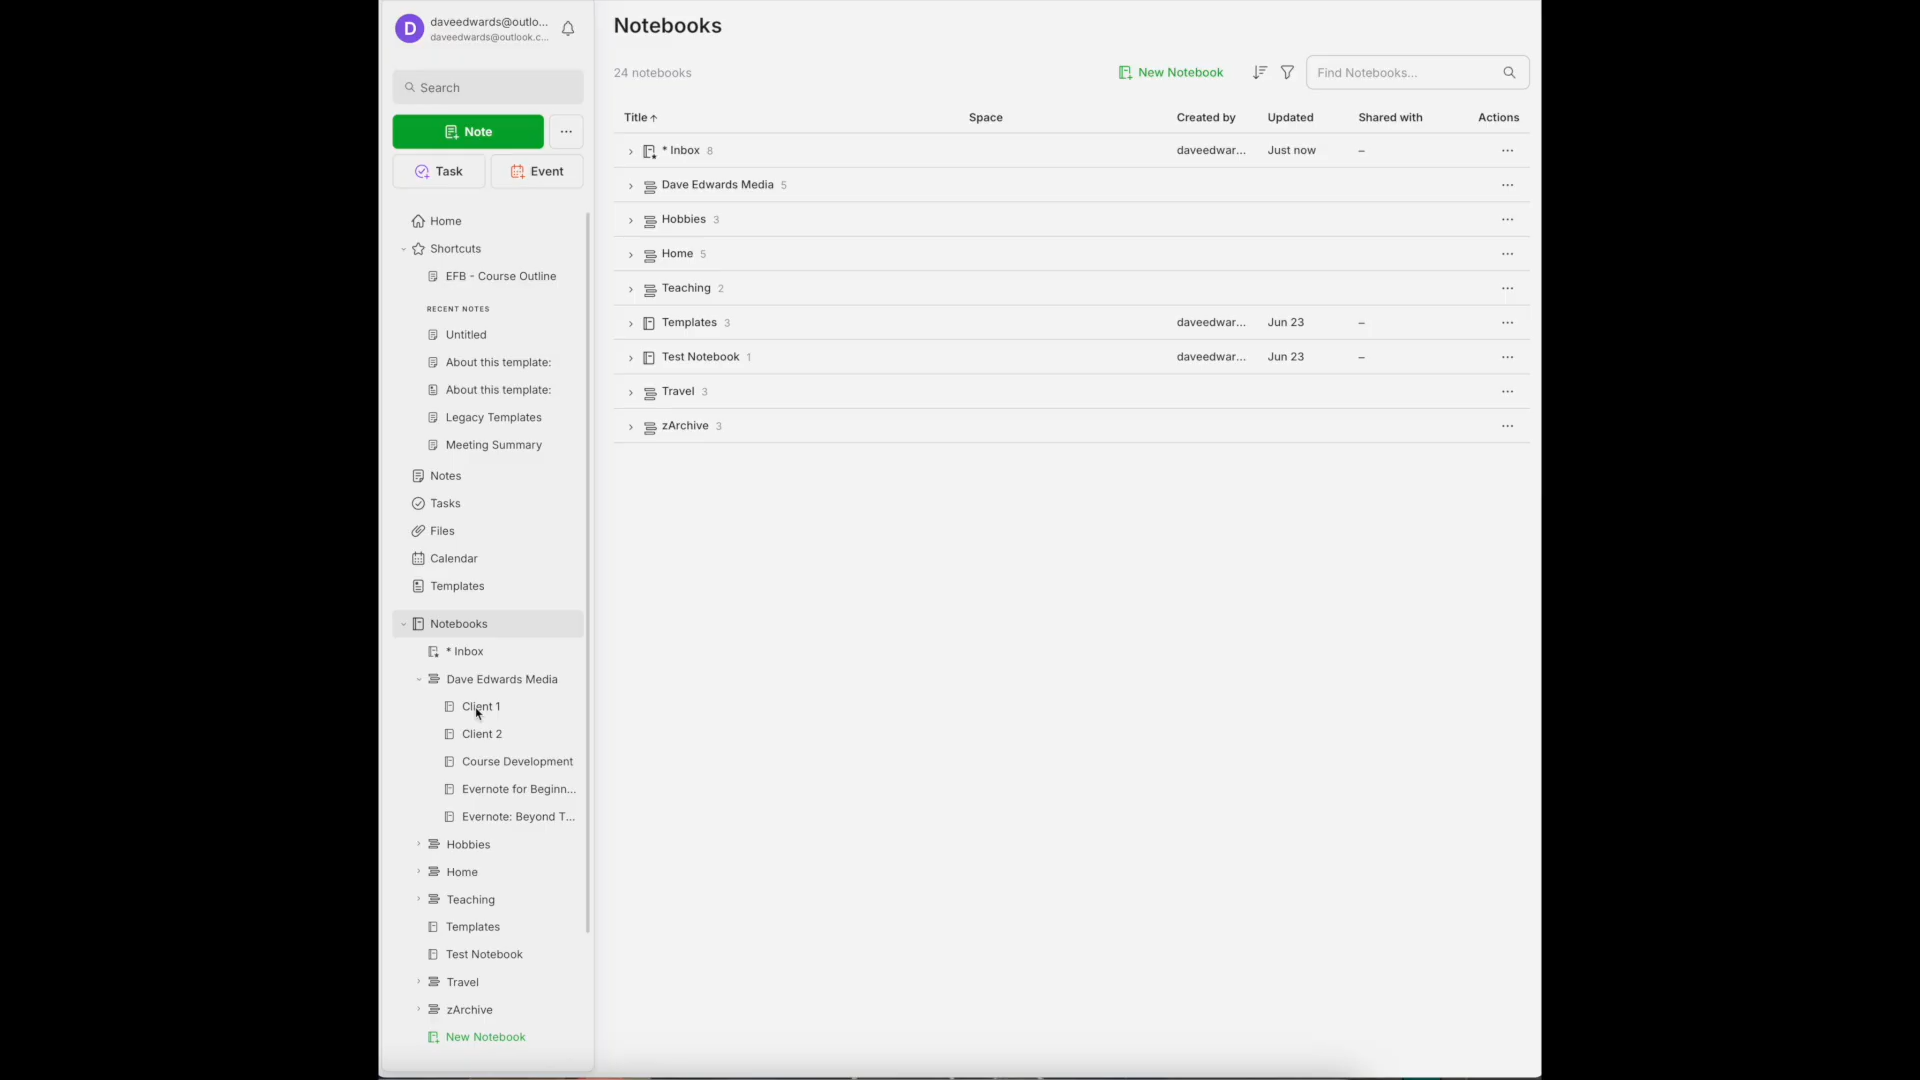 D
daveedwards@outlo...
daveedwards@outlook.c...
Search
Note
Task
Event
Home
Shortcuts
EFB - Course Outline
RECENT NOTES
Untitled
About this template:
About this template:
Legacy Templates
Meeting Summary
Notes
Tasks
Files
Calendar
Templates
Notebooks
* Inbox
Dave Edwards Media
Client 1
Client 2
Course Development
Evernote for Beginn...
Evernote: Beyond T...
Hobbies
Home
Teaching
Templates
Test Notebook
Travel
zArchive
New Notebook
Notebooks
24 notebooks
New Notebook
Find Notebooks...
Title Space Created by Updated Shared with Actions
* Inbox 8 daveedwar... Just now –
Dave Edwards Media 5
Hobbies 3
Home 5
Teaching 2
Templates 3 daveedwar... Jun 23 –
Test Notebook 1 daveedwar... Jun 23 –
Travel 3
zArchive 3